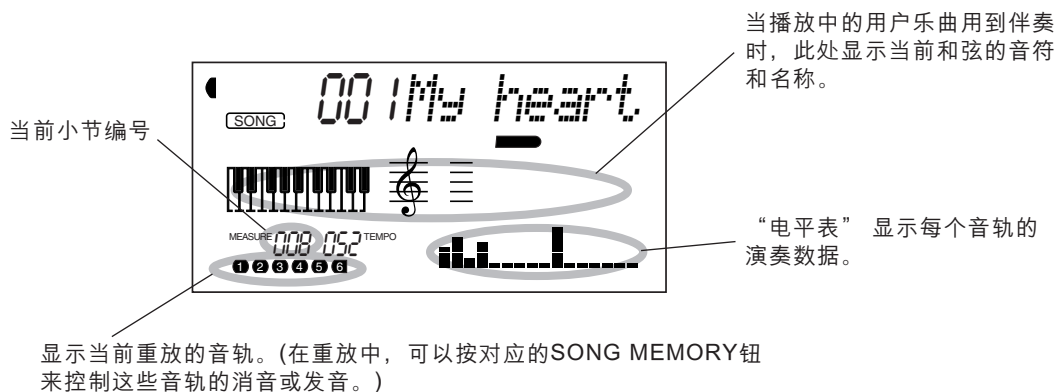 当播放中的用户乐曲用到伴奏
时，此处显示当前和弦的音符
和名称。
001My heart
SONG
当前小节编号
MEASURE 008 052 TEMPO
1 2 3 4 5 6
“电平表” 显示每个音轨的
演奏数据。
显示当前重放的音轨。(在重放中，可以按对应的SONG MEMORY钮
来控制这些音轨的消音或发音。)